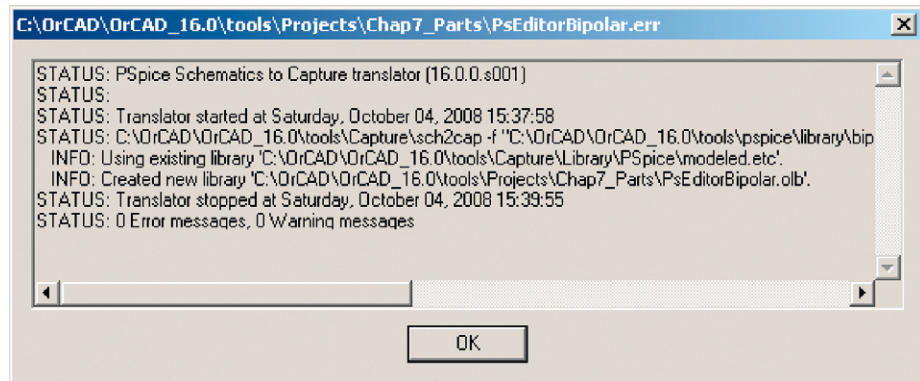 C:\OrCAD\OrCAD_16.0\tools\Projects\Chap7_Parts\PsEditorBipolar.err
STATUS: PSpice Schematics to Capture translator (16.0.0.s001)
STATUS:
STATUS: Translator started at Saturday, October 04, 2008 15:37:58
STATUS: C:\OrCAD\OrCAD_16.0\tools\Capture\sch2cap -f "C:\OrCAD\OrCAD_16.0\tools\pspice\library\bip
INFO: Using existing library 'C:\OrCAD\OrCAD_16.0\tools\Capture\Library\PSpice\modeled.etc'.
INFO: Created new library 'C:\OrCAD\OrCAD_16.0\tools\Projects\Chap7_Parts\PsEditorBipolar.olb'.
STATUS: Translator stopped at Saturday, October 04, 2008 15:39:55
STATUS: 0 Error messages, 0 Warning messages
OK